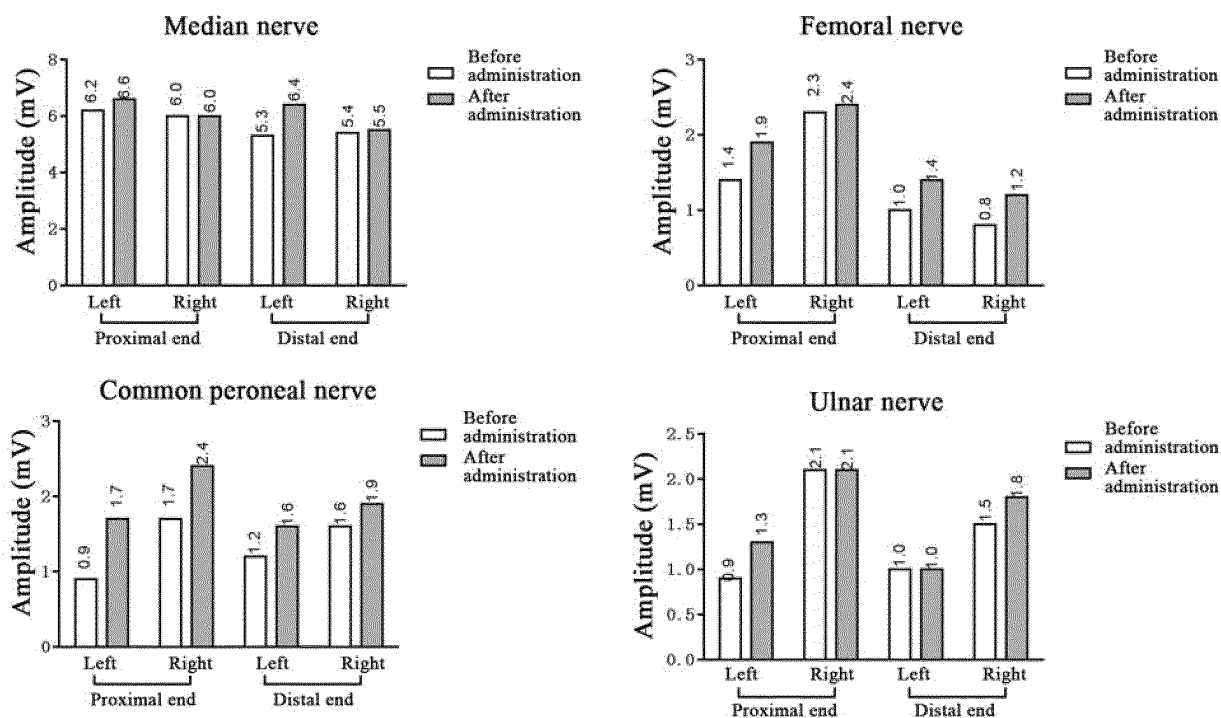 Median nerve
Before
administration
After
administration
Amplitude (mV)
8
6
4
2
0
6.2
6.6
6.0
6.0
5.3
6.4
5.4
5.5
Left
Right
Left
Right
Proximal end
Distal end
Femoral nerve
Before
administration
After
administration
Amplitude (mV)
3
2
1
0
1.4
1.9
2.3
2.4
1.0
1.4
0.8
1.2
Left
Right
Left
Right
Proximal end
Distal end
Common peroneal nerve
Before
administration
After
administration
Amplitude (mV)
3
2
1
0
0.9
1.7
1.7
2.4
1.2
1.6
1.6
1.9
Left
Right
Left
Right
Proximal end
Distal end
Ulnar nerve
Before
administration
After
administration
Amplitude (mV)
2.5
2.0
1.5
1.0
0.5
0.0
0.9
1.3
2.1
2.1
1.0
1.0
1.5
1.8
Left
Right
Left
Right
Proximal end
Distal end